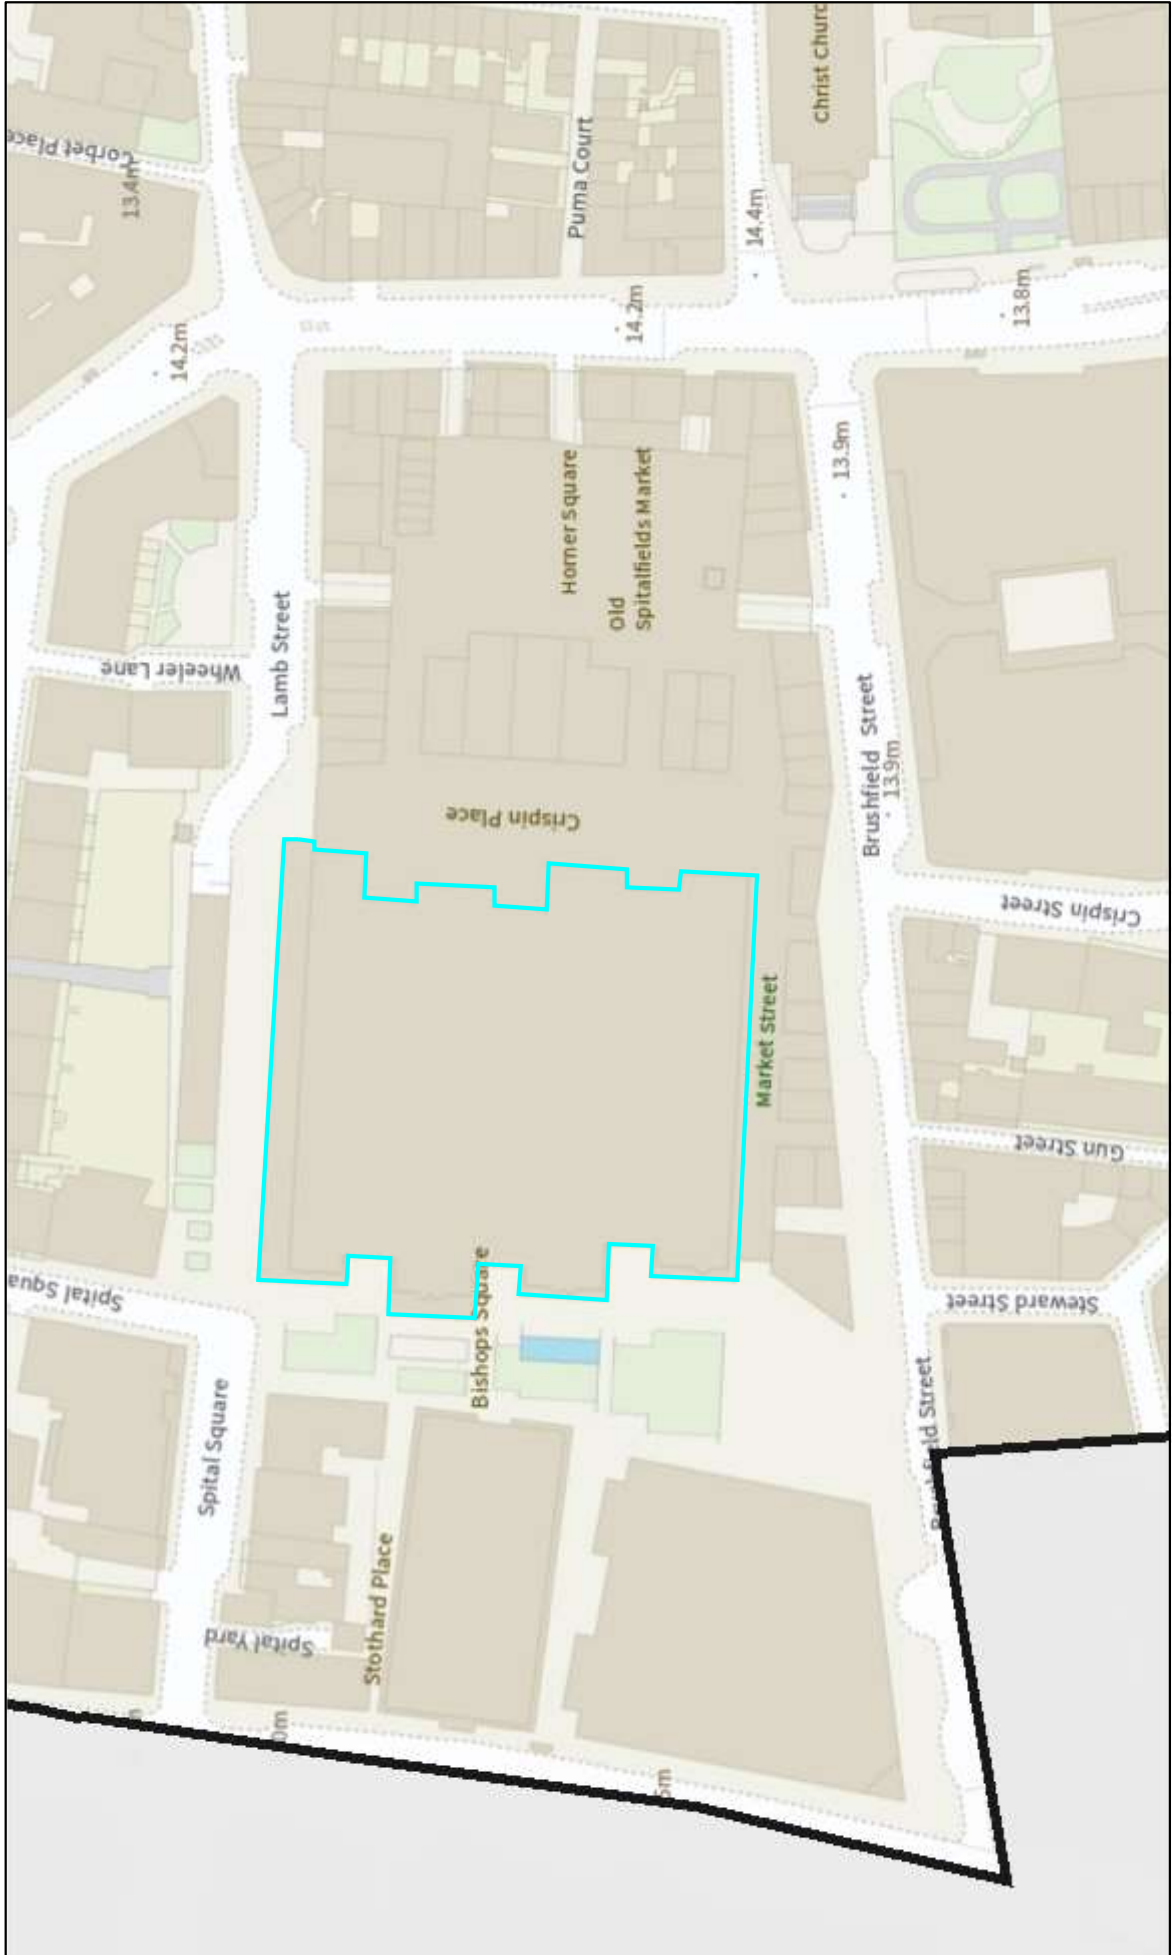 Corbet Place
13.4m
Christ Churc
Puma Court
14.4m
14.2m
14.2m
13.8m
13.9m
Horner Square
Old
Spitalfields Market
Lamb Street
Wheeler Lane
Crispin Place
Brushfield Street
13.9m
Crispin Street
Market Street
Gun Street
Bishops Square
Spital Squa
Steward Street
Spital Square
Stothard Place
Spital Yard
0m